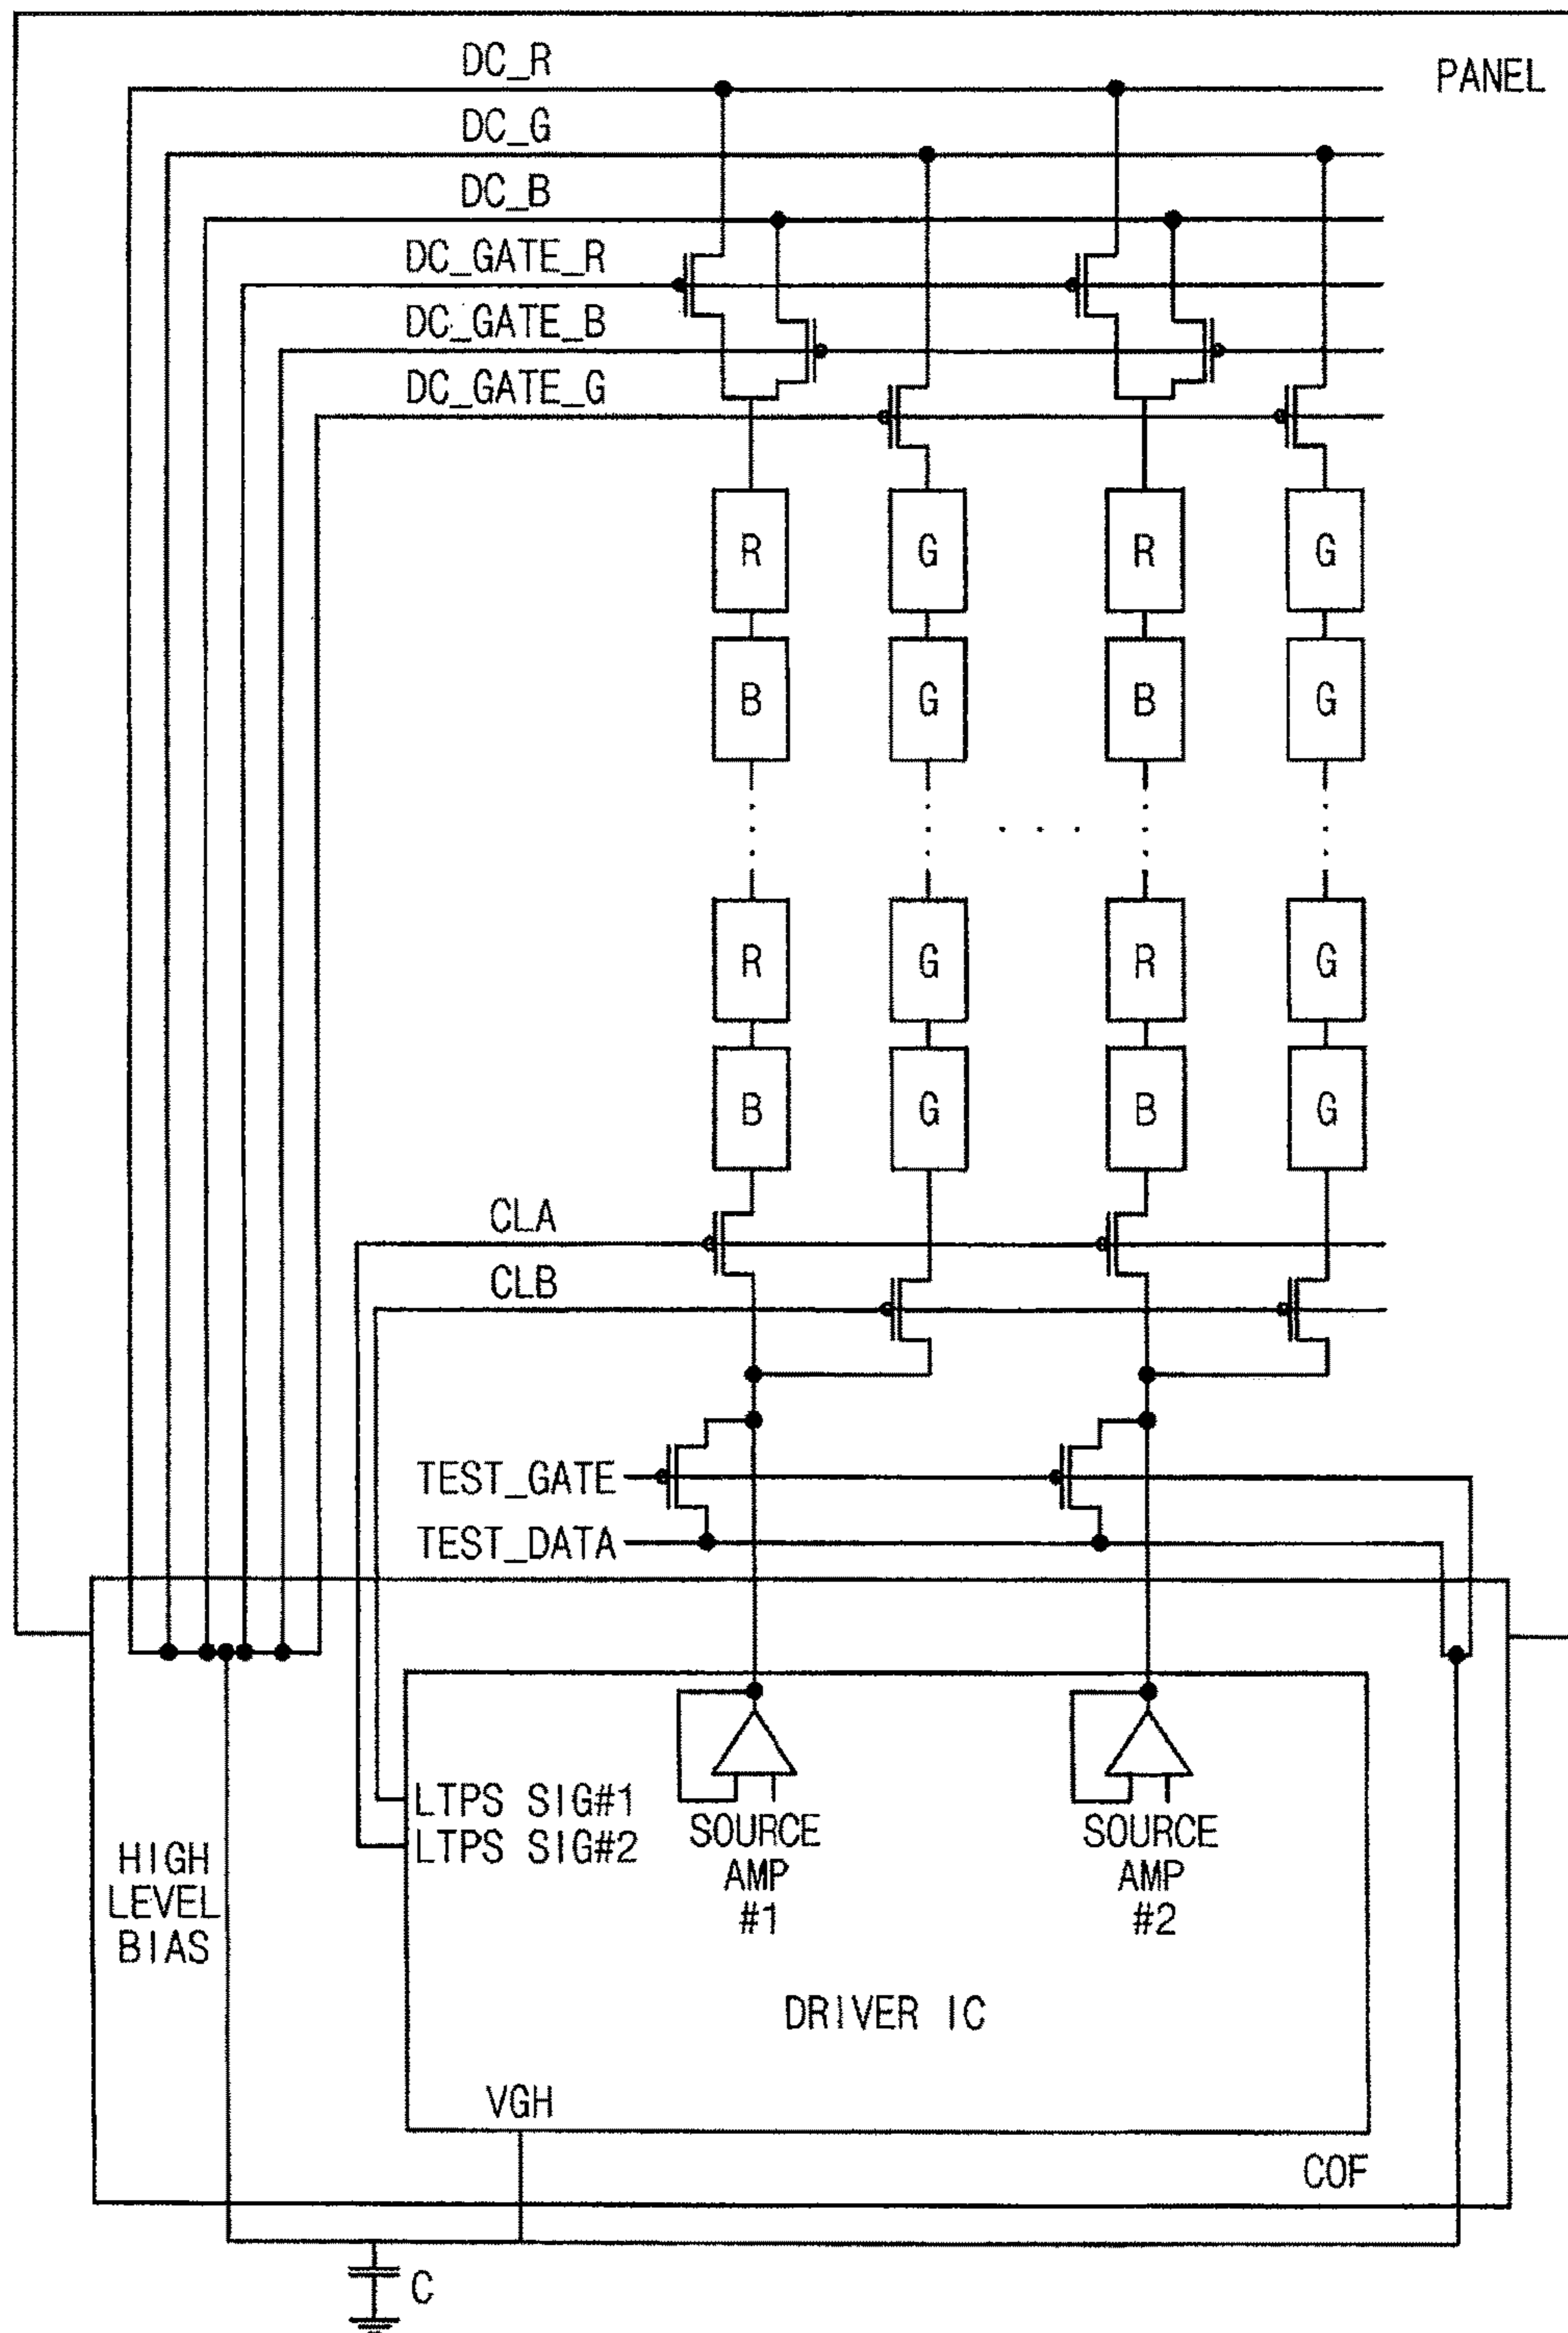 DC_R
PANEL
DC_G
DC_B
DC_GATE_R
DC_GATE_B
DC_GATE_G
R G R G
B G B G
R G R G
B G B G
CLA
CLB
TEST_GATE
TEST_DATA
LTPS SIG#1
LTPS SIG#2
SOURCE
AMP
#1
SOURCE
AMP
#2
HIGH
LEVEL
BIAS
DRIVER IC
VGH
COF
C